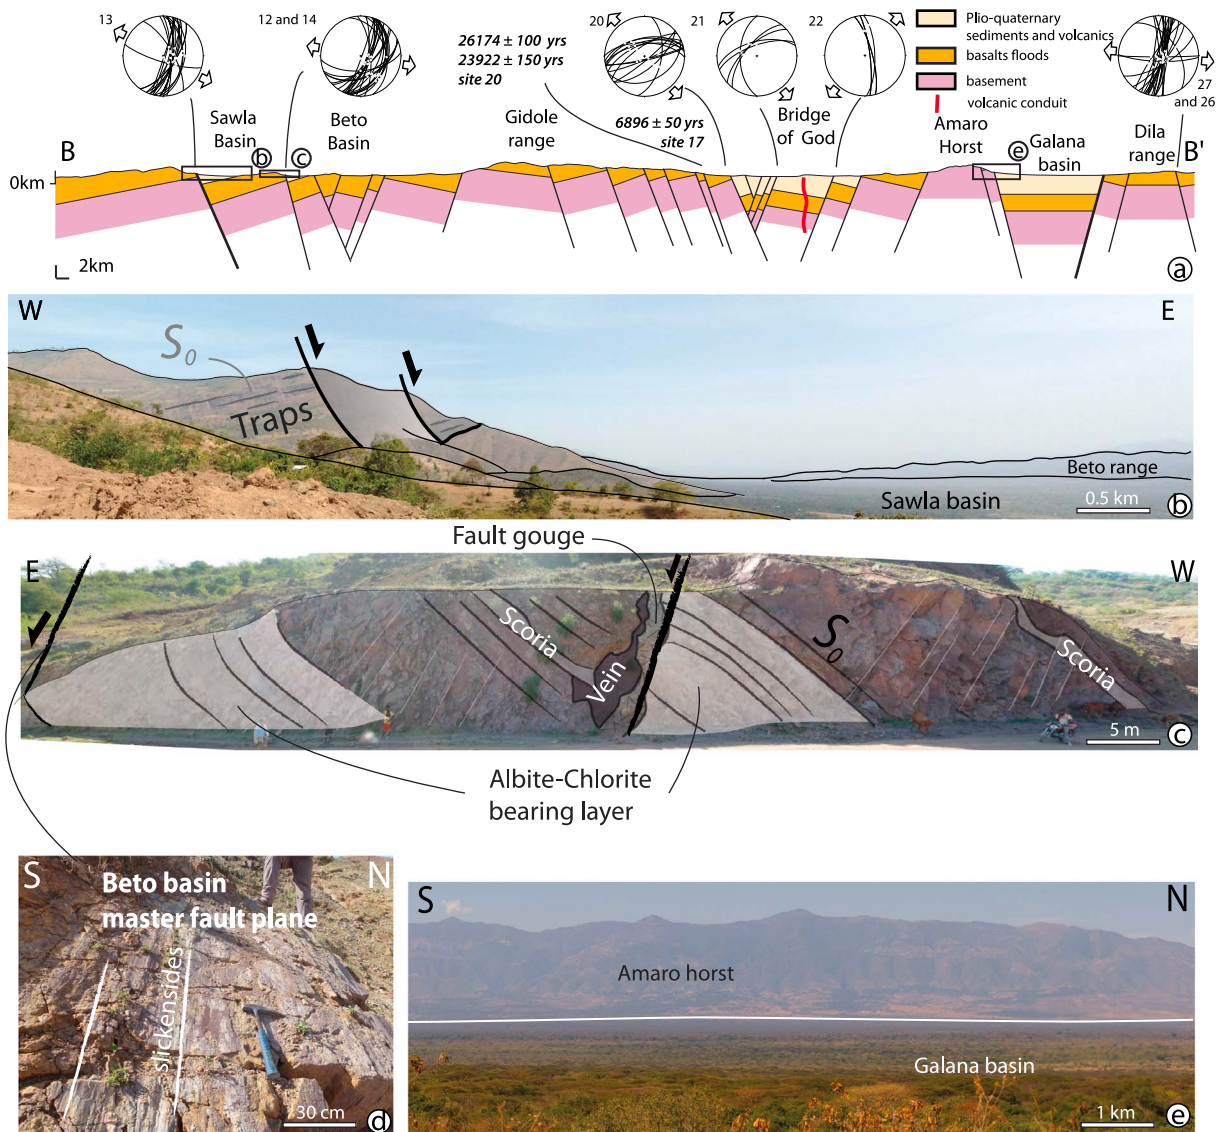 13
12 and 14
26174 ± 100 yrs
23922 ± 150 yrs
site 20
20
21
22
Plio-quaternary
sediments and volcanics
basalts floods
basement
volcanic conduit
27
and 26
6896 ± 50 yrs
site 17
B
Sawla
Basin
b
c
Beto
Basin
Gidole
range
Bridge
of God
Amaro
Horst
e
Galana
basin
Dila
range
B'
0km
2km
a
W
E
S0
Traps
Beto range
Sawla basin
0.5 km
b
Fault gouge
E
W
Scoria
Vein
S0
Scoria
5 m
c
Albite-Chlorite
bearing layer
S
N
Beto basin
master fault plane
slickensides
30 cm
d
S
N
Amaro horst
Galana basin
1 km
e